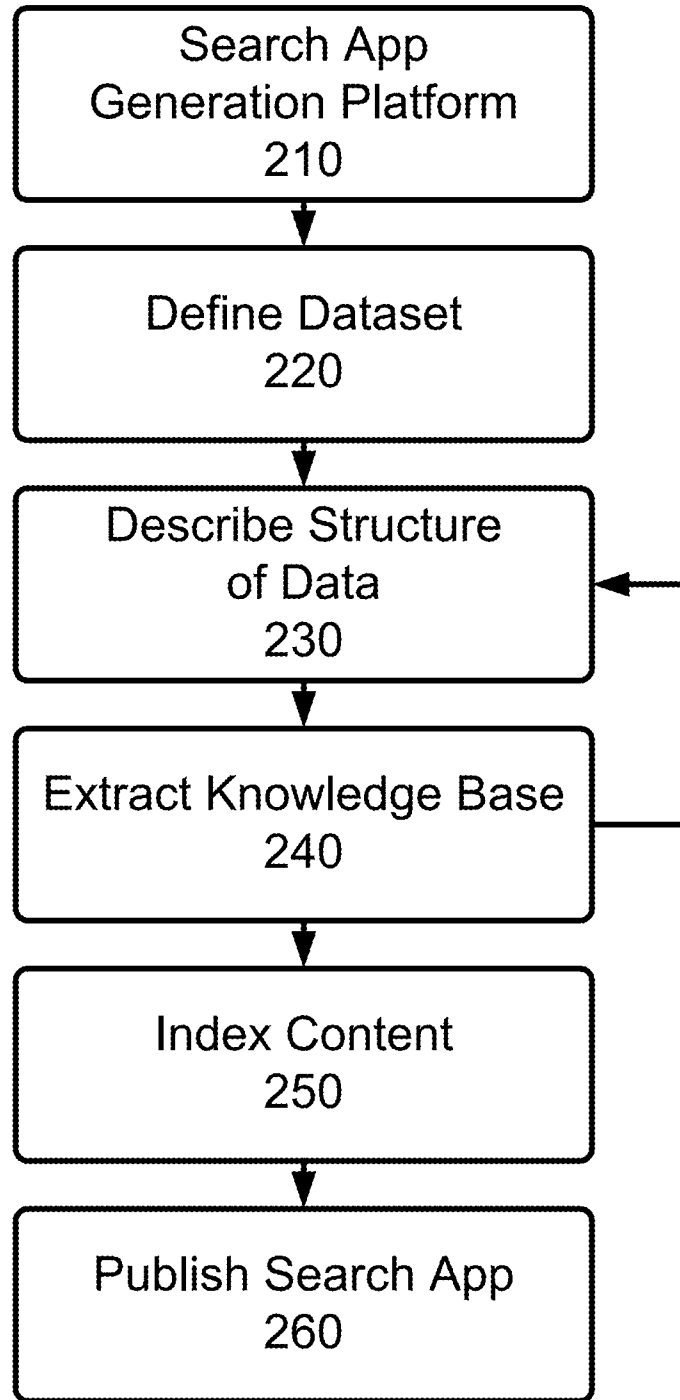 Search App
Generation Platform
210
Define Dataset
220
Describe Structure
of Data
230
Extract Knowledge Base
240
Index Content
250
Publish Search App
260